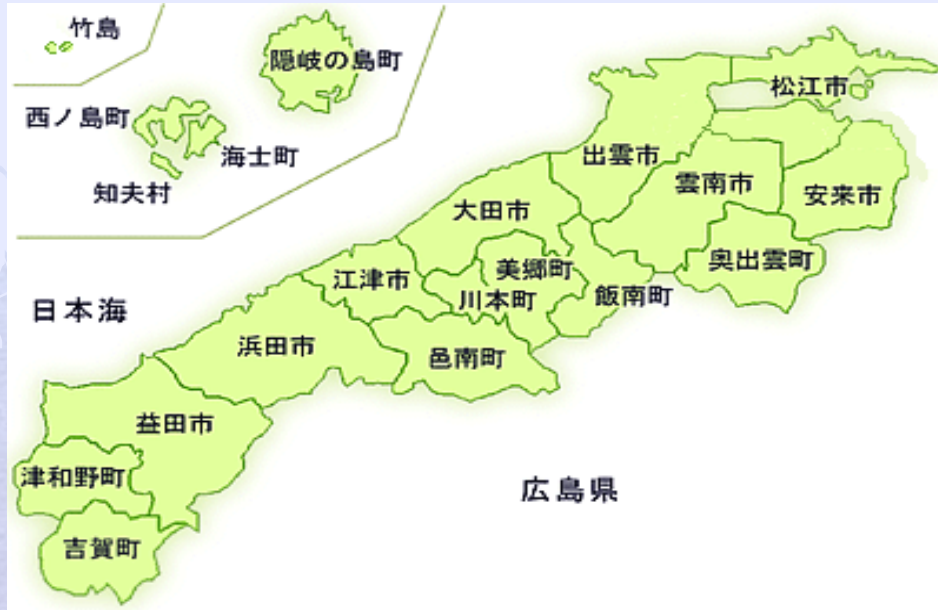 竹島
隠岐の島町
西ノ島町
海士町
知夫村
松江市
出雲市
雲南市
安来市
大田市
奥出雲町
美郷町
江津市
川本町
飯南町
日本海
浜田市
邑南町
益田市
津和野町
広島県
吉賀町